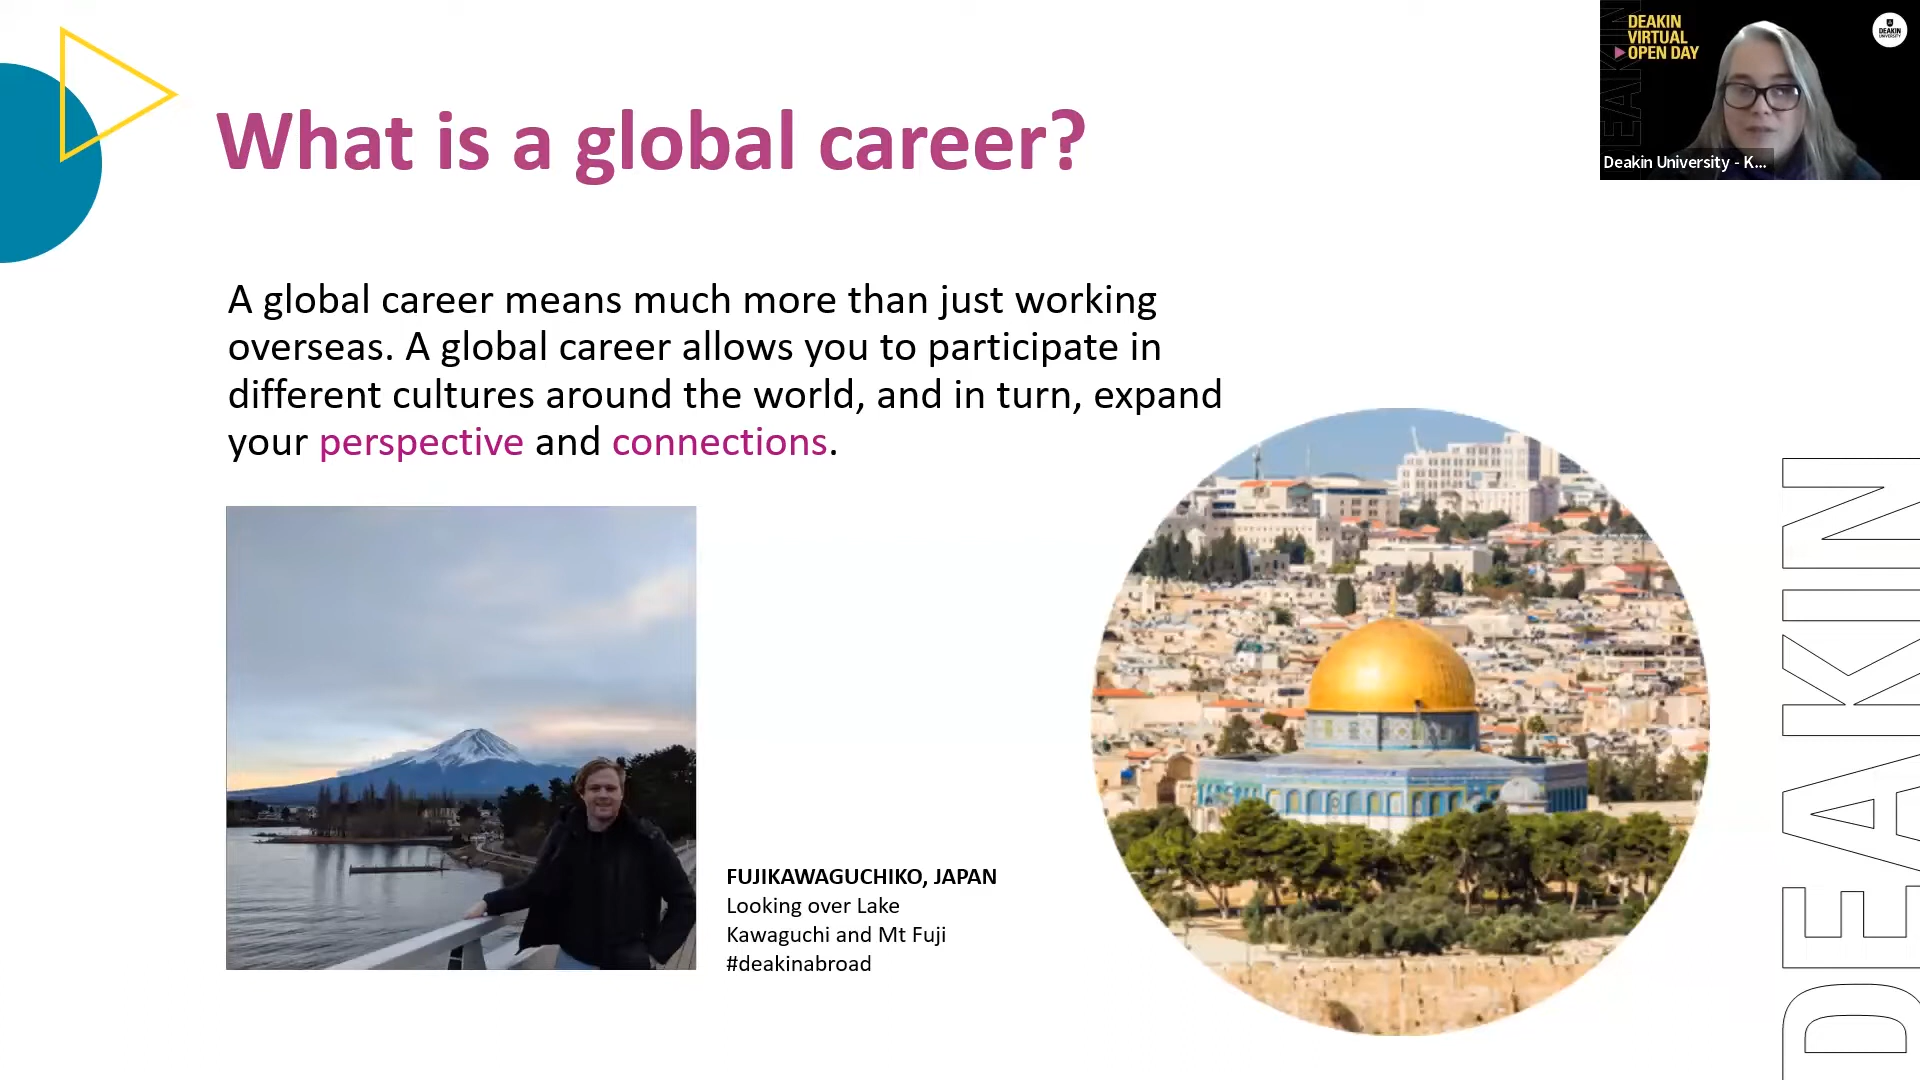 What is a global career?
A global career means much more than just working
overseas. A global career allows you to participate in
different cultures around the world, and in turn, expand
your perspective and connections.
FUJIKAWAGUCHIKO, JAPAN
Looking over Lake
Kawaguchi and Mt Fuji
#deakinabroad
DEAKIN
VIRTUAL
OPEN DAY
EAKIN
DEAKIN
UNIVERSITY
Deakin University - K...
DEAKIN